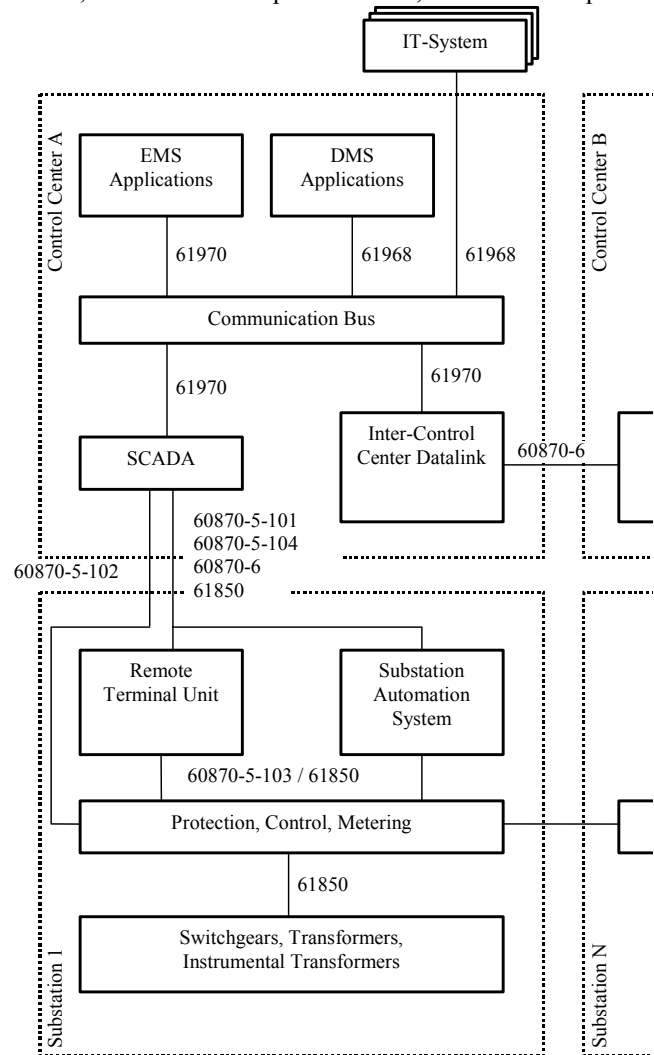 IT-System
Control Center A
Control Center B
EMS
Applications
DMS
Applications
61970
61968
61968
Communication Bus
61970
61970
SCADA
Inter-Control
Center Datalink
60870-6
60870-5-101
60870-5-104
60870-6
61850
60870-5-102
Remote
Terminal Unit
Substation
Automation
System
60870-5-103 / 61850
Protection, Control, Metering
61850
Switchgears, Transformers,
Instrumental Transformers
Substation 1
Substation N